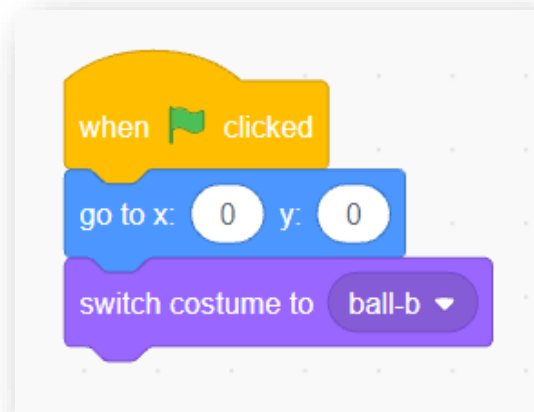 when clicked
go to x: 0 y: 0
switch costume to ball-b